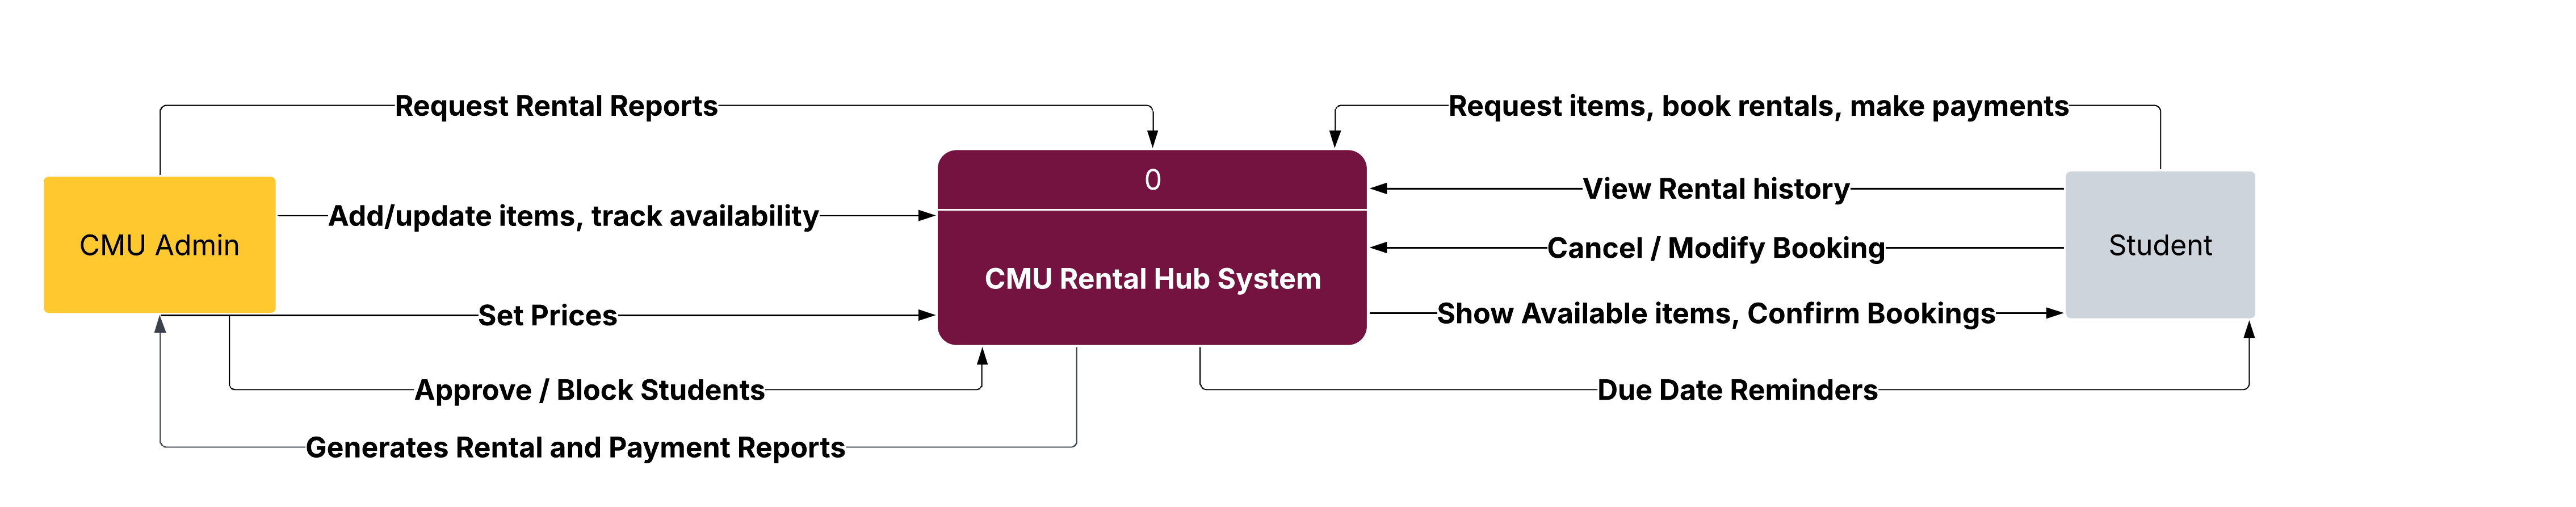 Request Rental Reports
Request items, book rentals, make payments
0
View Rental history
Add/update items, track availability
CMU Admin
Cancel / Modify Booking
Student
CMU Rental Hub System
Set Prices
Show Available items, Confirm Bookings
Approve / Block Students
Due Date Reminders
Generates Rental and Payment Reports